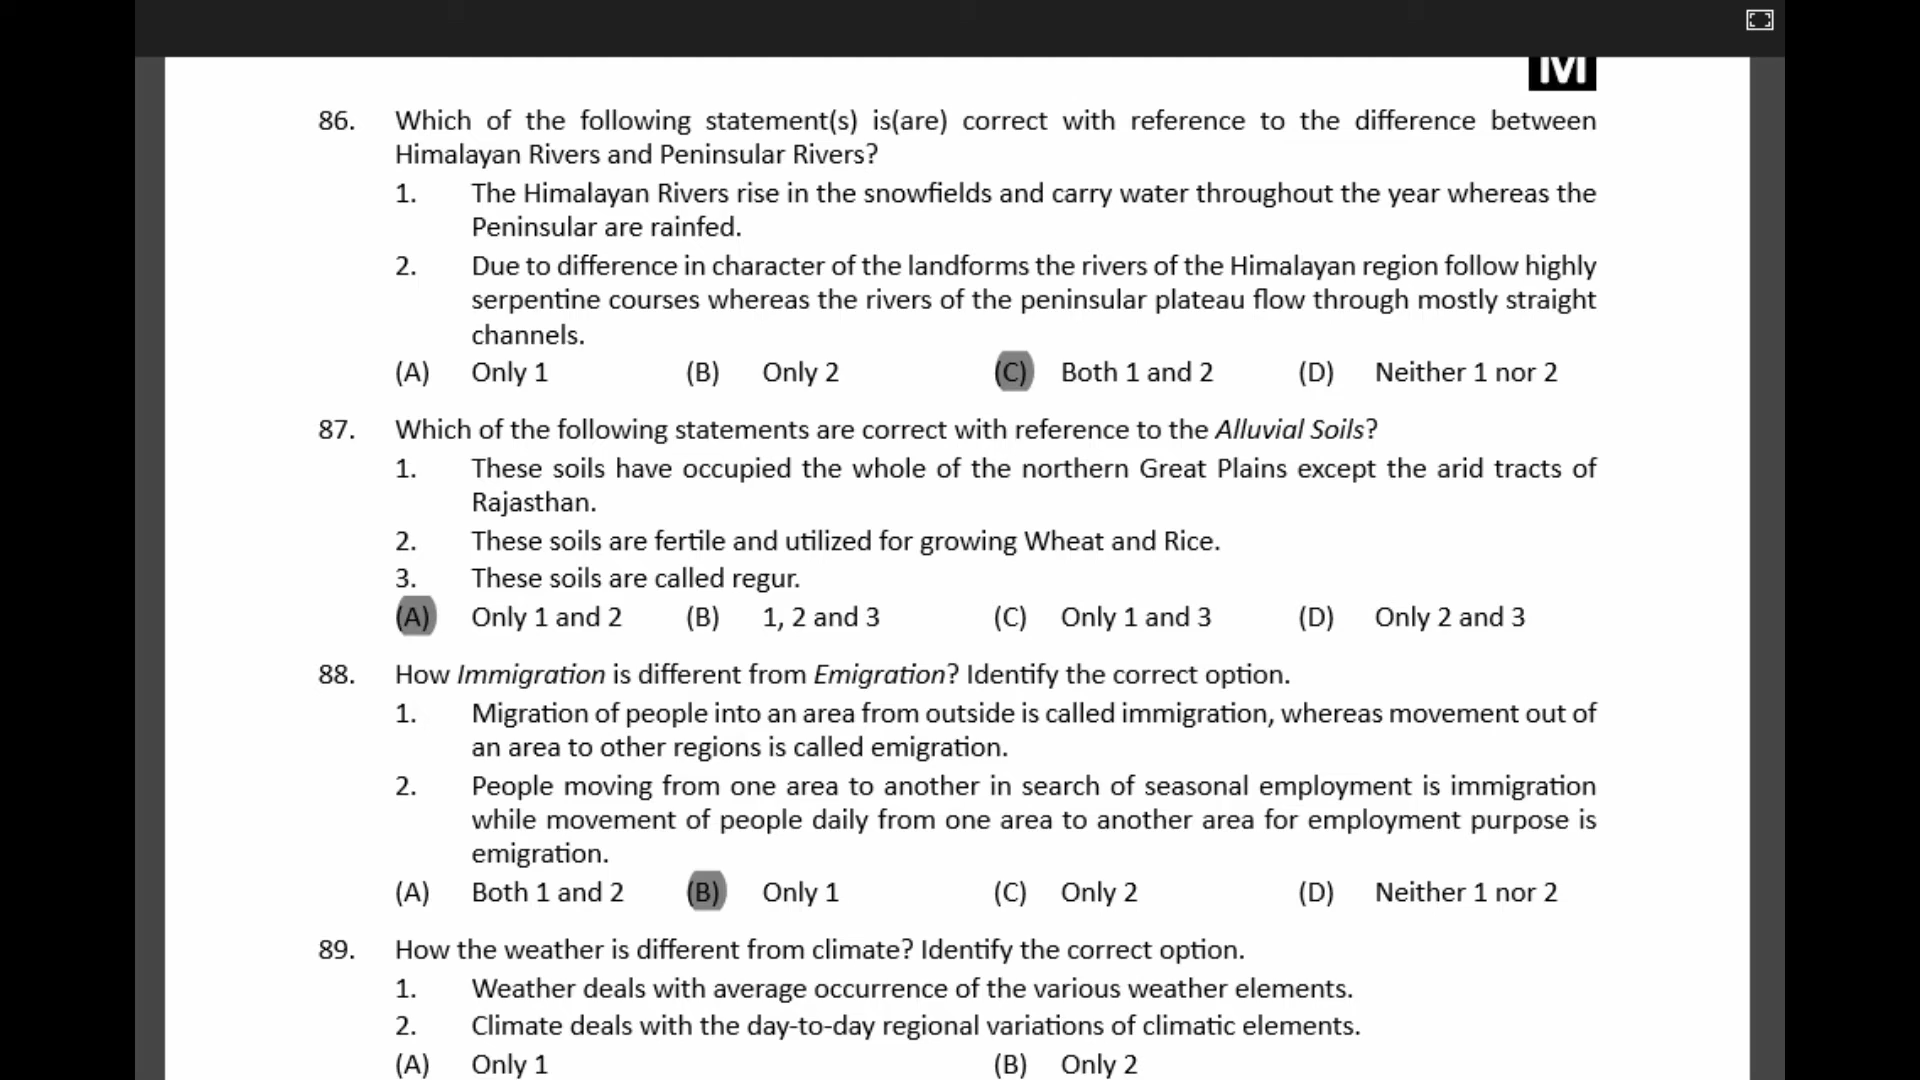 M
86. Which of the following statement(s) is(are) correct with reference to the difference between
Himalayan Rivers and Peninsular Rivers?
1. The Himalayan Rivers rise in the snowfields and carry water throughout the year whereas the
Peninsular are rainfed.
2. Due to difference in character of the landforms the rivers of the Himalayan region follow highly
serpentine courses whereas the rivers of the peninsular plateau flow through mostly straight
channels.
(A) Only 1 (B) Only 2 (C) Both 1 and 2 (D) Neither 1 nor 2
87. Which of the following statements are correct with reference to the Alluvial Soils?
1. These soils have occupied the whole of the northern Great Plains except the arid tracts of
Rajasthan.
2. These soils are fertile and utilized for growing Wheat and Rice.
3. These soils are called regur.
(A) Only 1 and 2 (B) 1, 2 and 3 (C) Only 1 and 3 (D) Only 2 and 3
88. How Immigration is different from Emigration? Identify the correct option.
1. Migration of people into an area from outside is called immigration, whereas movement out of
an area to other regions is called emigration.
2. People moving from one area to another in search of seasonal employment is immigration
while movement of people daily from one area to another area for employment purpose is
emigration.
(A) Both 1 and 2 (B) Only 1 (C) Only 2 (D) Neither 1 nor 2
89. How the weather is different from climate? Identify the correct option.
1. Weather deals with average occurrence of the various weather elements.
2. Climate deals with the day-to-day regional variations of climatic elements.
(A) Only 1 (B) Only 2